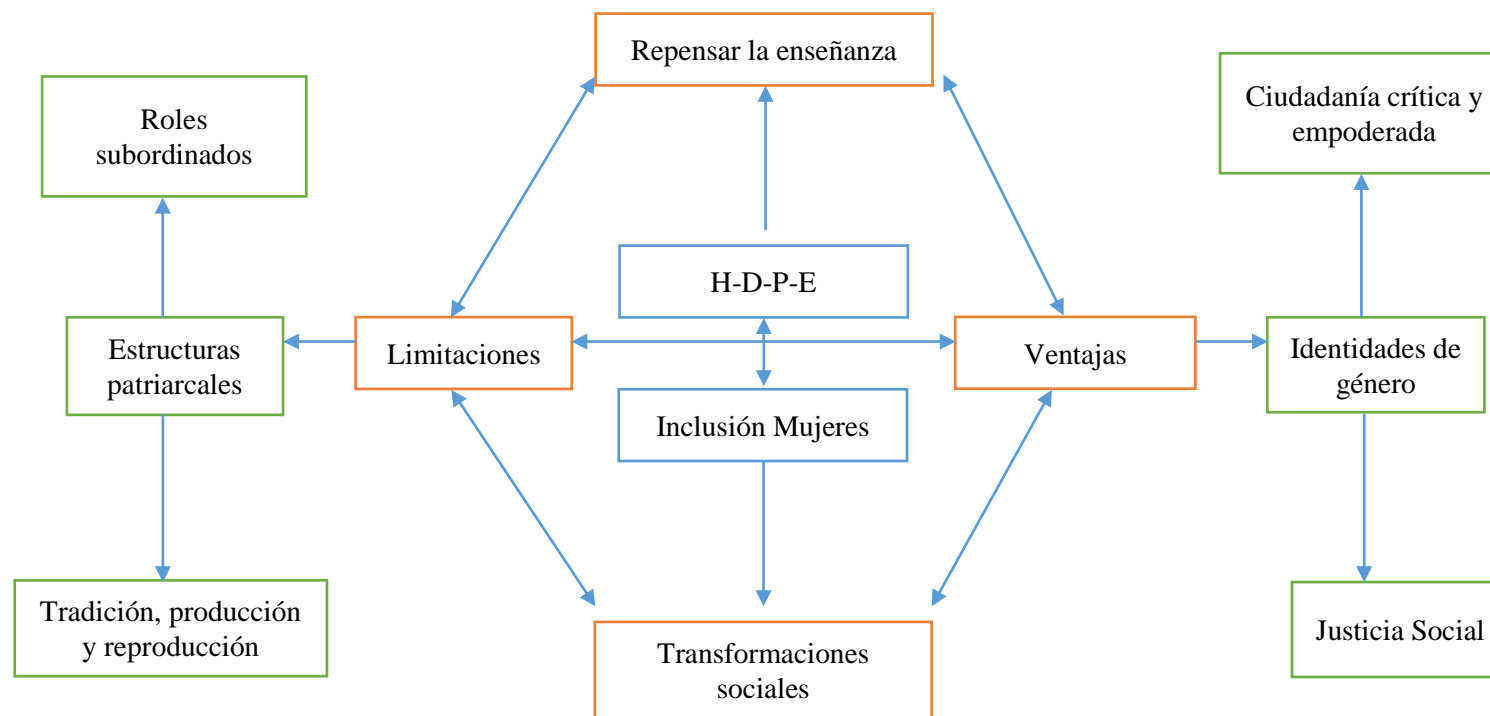 Repensar la enseñanza
Roles
subordinados
Ciudadanía crítica y
empoderada
H-D-P-E
Estructuras
patriarcales
Limitaciones
Ventajas
Identidades de
género
Inclusión Mujeres
Tradición, producción
y reproducción
Transformaciones
sociales
Justicia Social